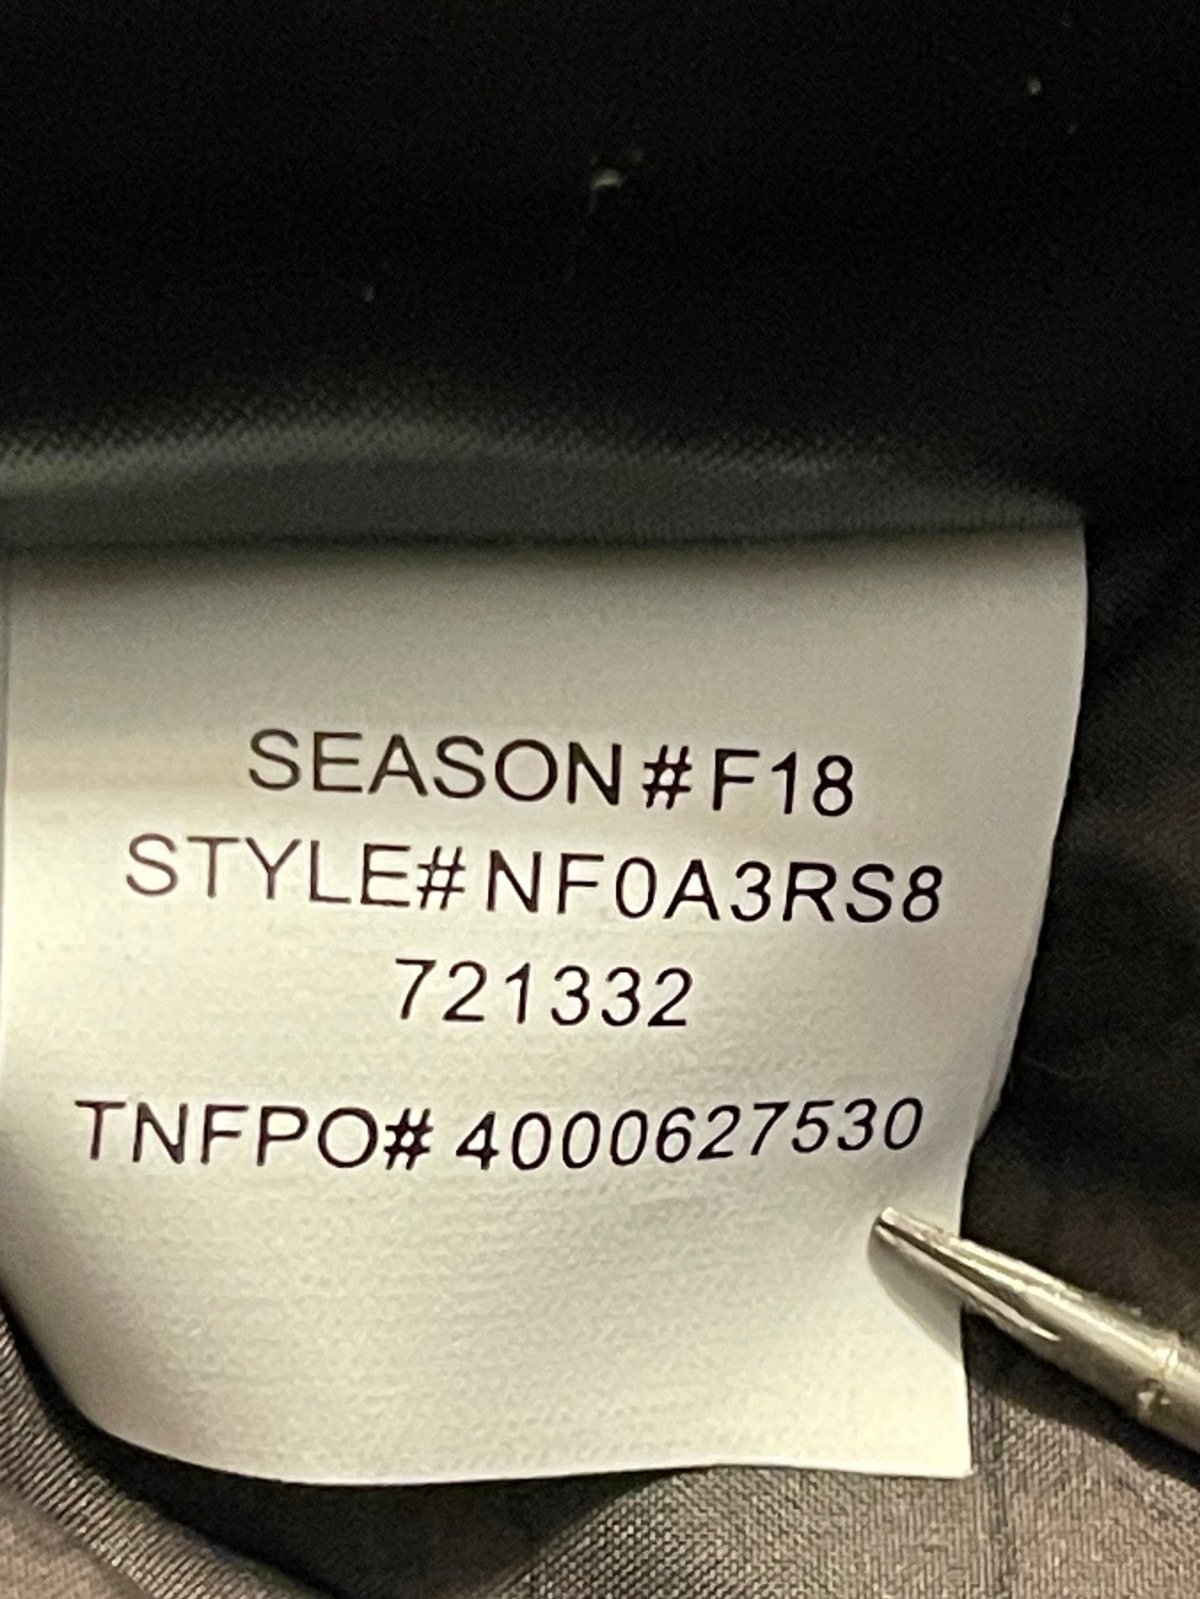 SEASON#F18
STYLE#NF0A3RS8
721332
TNFPO# 4000627530